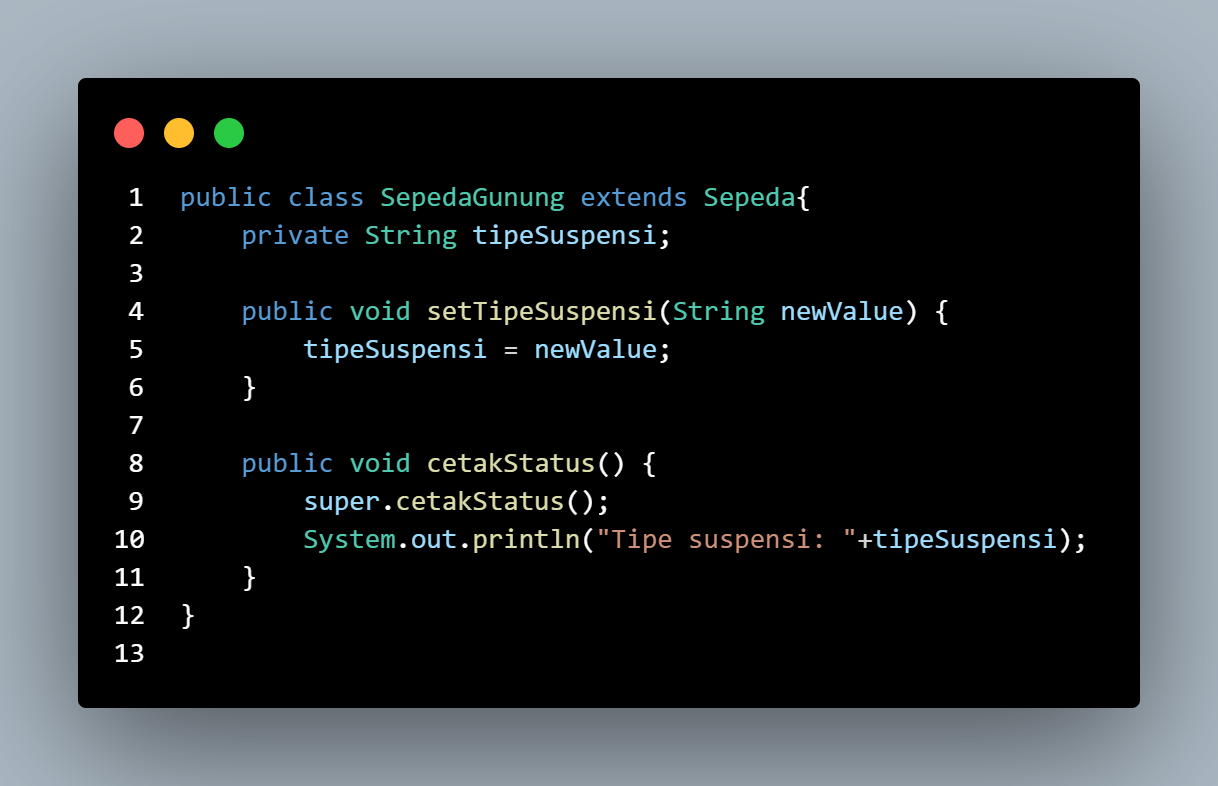 1 public class SepedaGunung extends Sepeda{
2     private String tipeSuspensi;
3
4     public void setTipeSuspensi(String newValue) {
5         tipeSuspensi = newValue;
6     }
7
8     public void cetakStatus() {
9         super.cetakStatus();
10         System.out.println("Tipe suspensi: "+tipeSuspensi);
11     }
12 }
13